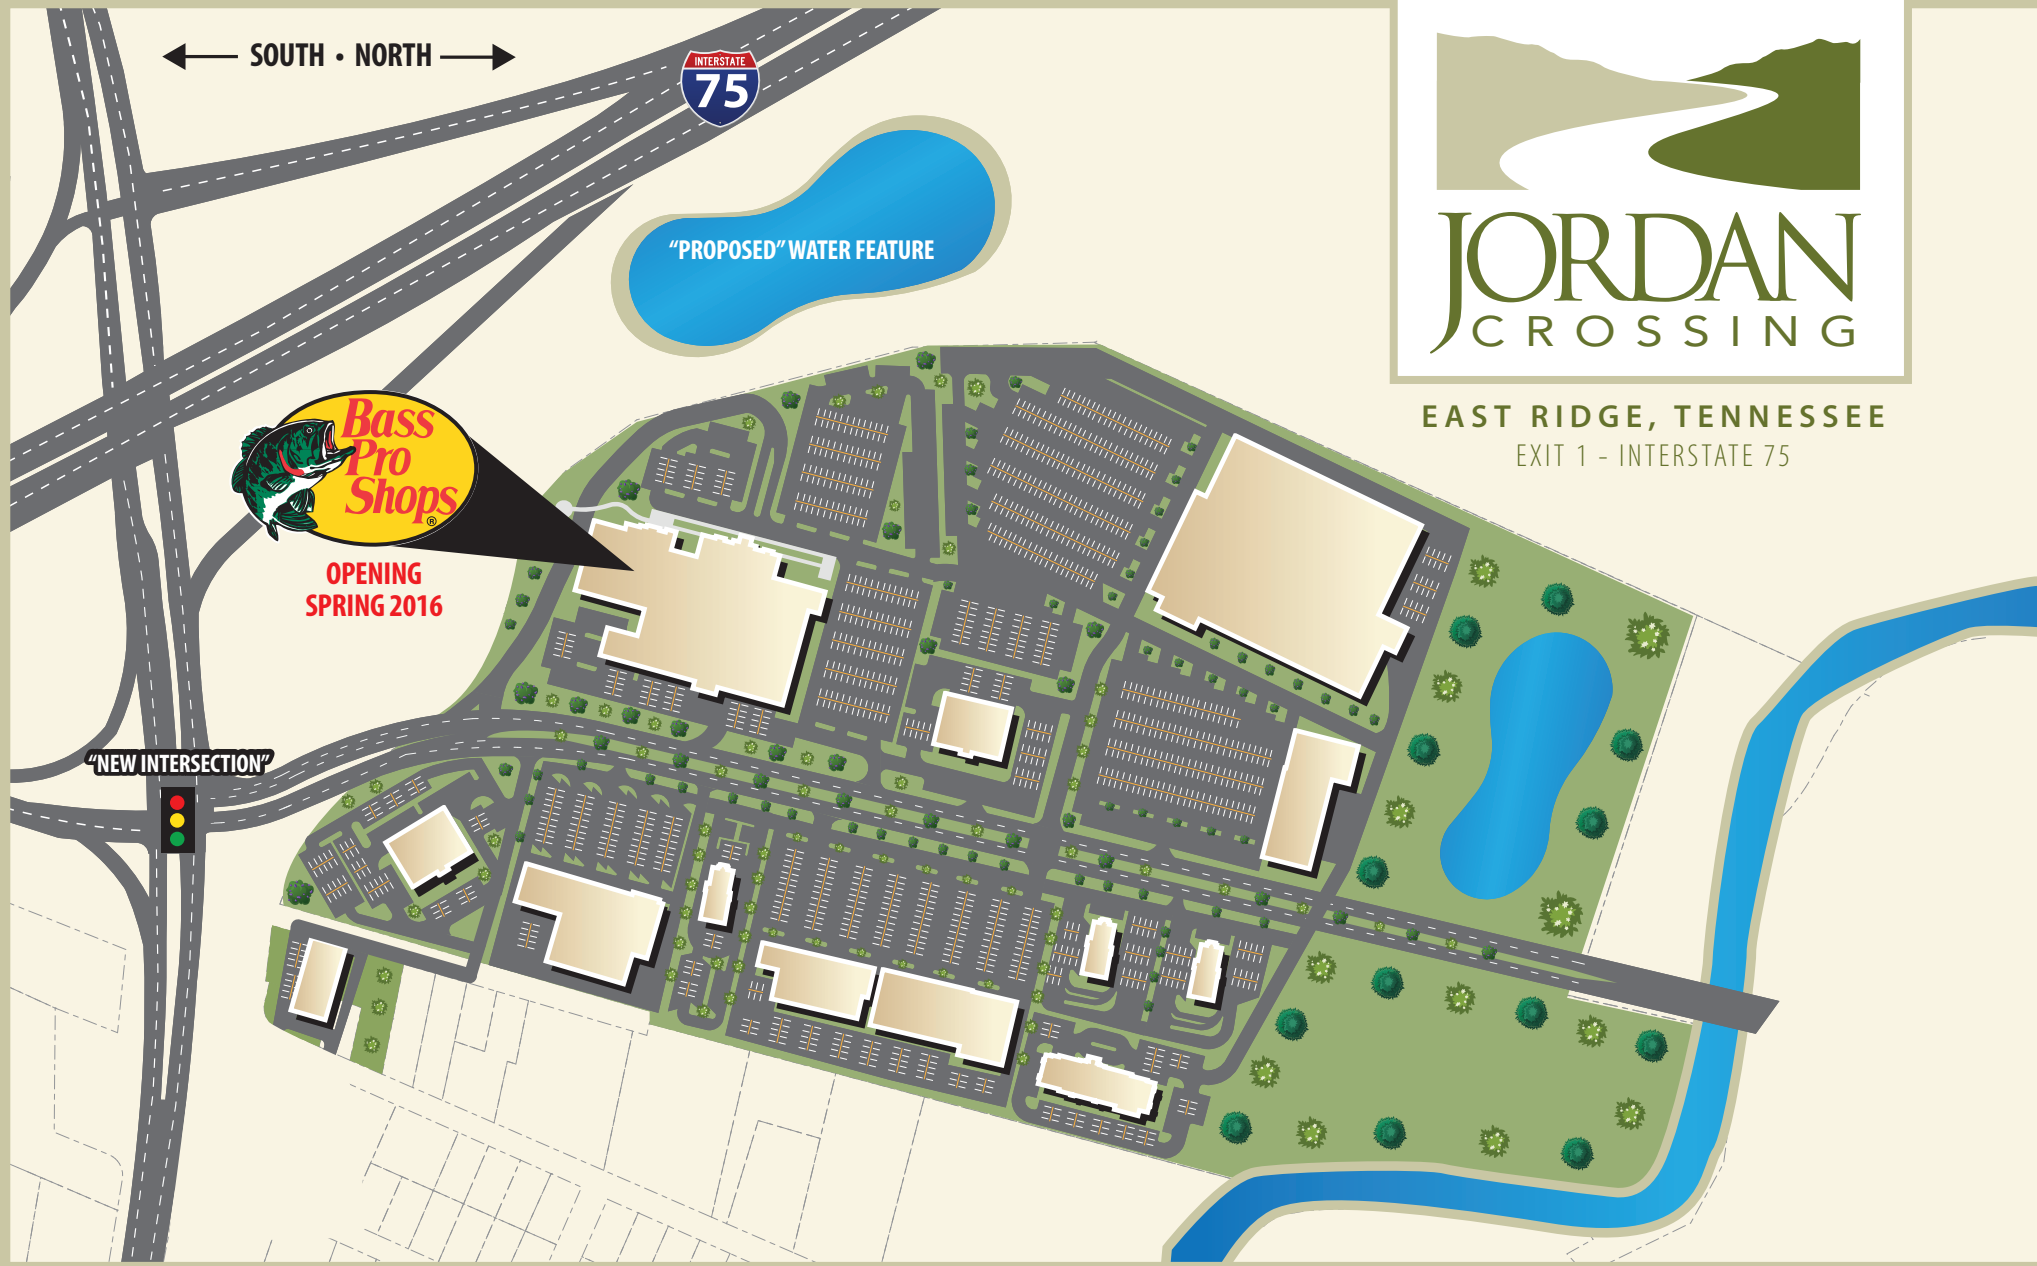 SOUTH • NORTH
INTERSTATE
75
"PROPOSED" WATER FEATURE
JORDAN
CROSSING
EAST RIDGE, TENNESSEE
EXIT 1 - INTERSTATE 75
Bass
Pro
Shops®
OPENING
SPRING 2016
"NEW INTERSECTION"